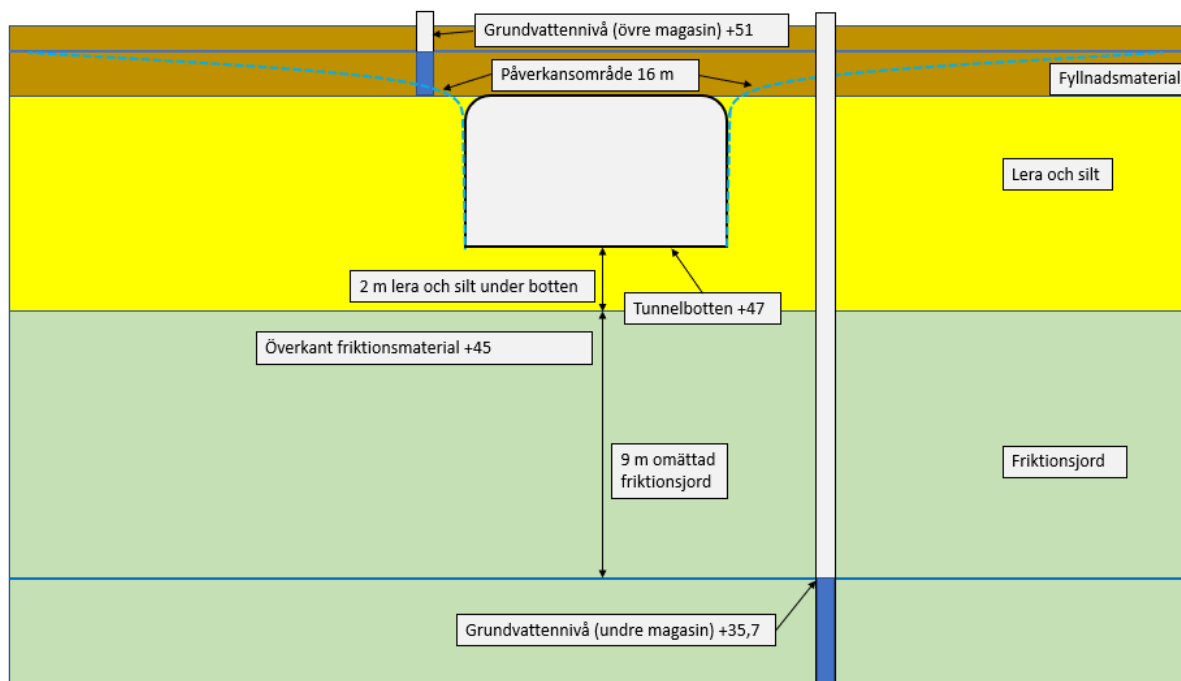 Grundvattennivå (övre magasin) +51
Påverkansområde 16 m
Fyllnadsmaterial
Lera och silt
2 m lera och silt under botten
Tunnelbotten +47
Överkant friktionsmaterial +45
9 m omättad
friktionsjord
Friktionsjord
Grundvattennivå (undre magasin) +35,7